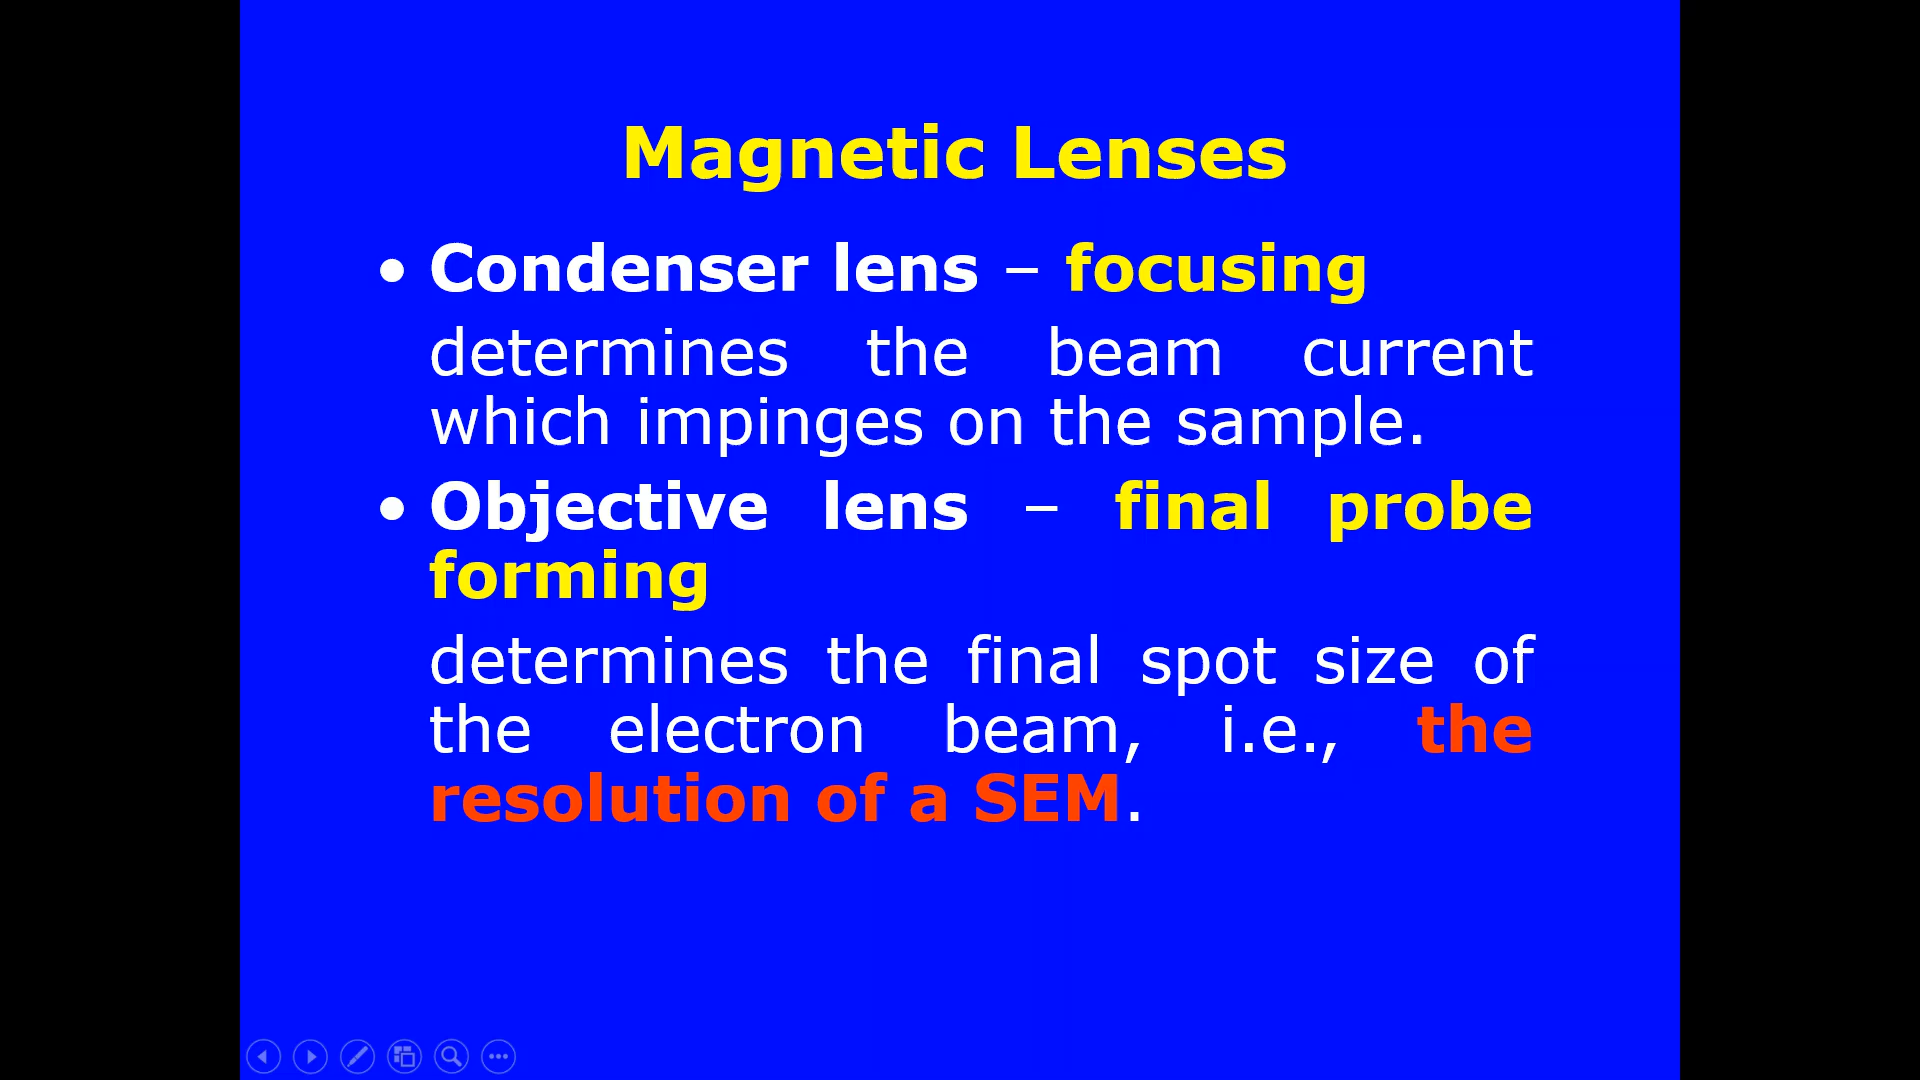 Magnetic Lenses
• Condenser lens – focusing
determines the beam current
which impinges on the sample.
• Objective lens – final probe
forming
determines the final spot size of
the electron beam, i.e., the
resolution of a SEM.